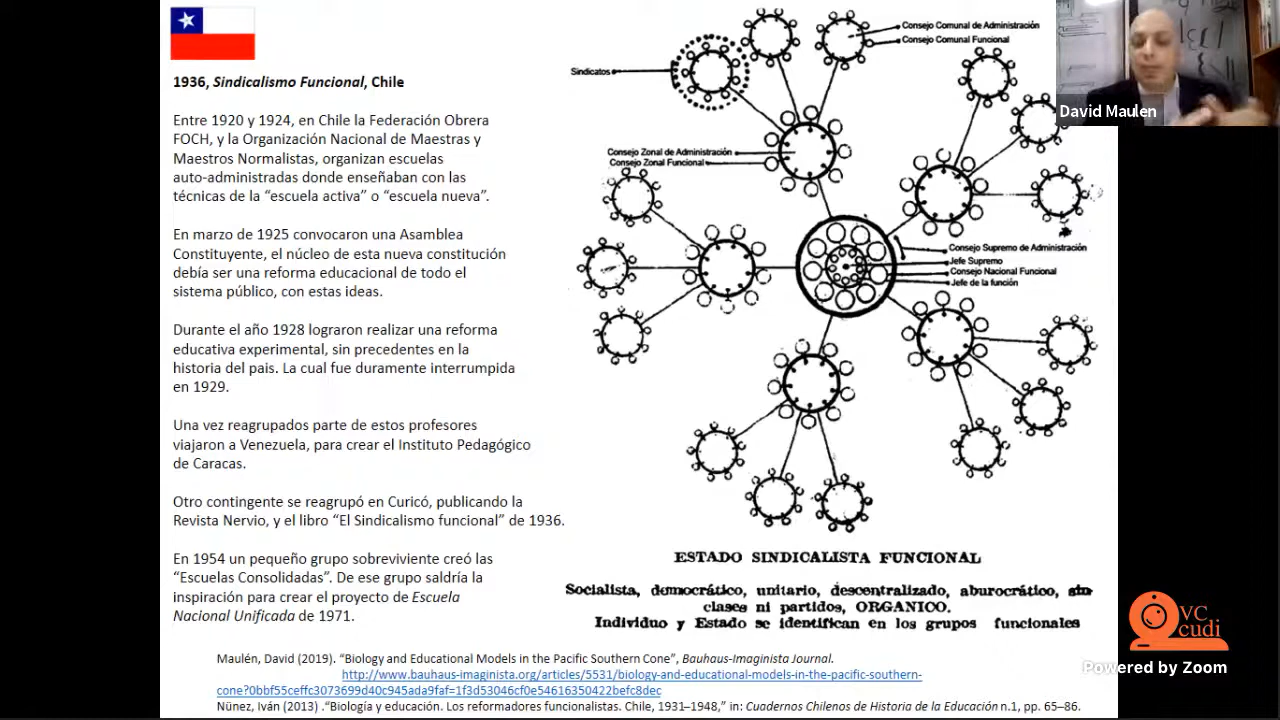 1936, Sindicalismo Funcional, Chile
Entre 1920 y 1924, en Chile la Federación Obrera
FOCH, y la Organización Nacional de Maestras y
Maestros Normalistas, organizan escuelas
auto-administradas donde enseñaban con las
técnicas de la “escuela activa” o “escuela nueva”.
En marzo de 1925 convocaron una Asamblea
Constituyente, el núcleo de esta nueva constitución
debía ser una reforma educacional de todo el
sistema público, con estas ideas.
Durante el año 1928 lograron realizar una reforma
educativa experimental, sin precedentes en la
historia del pais. La cual fue duramente interrumpida
en 1929.
Una vez reagrupados parte de estos profesores
viajaron a Venezuela, para crear el Instituto Pedagógico
de Caracas.
Otro contingente se reagrupó en Curicó, publicando la
Revista Nervio, y el libro “El Sindicalismo funcional” de 1936.
En 1954 un pequeño grupo sobreviviente creó las
“Escuelas Consolidadas”. De ese grupo saldría la
inspiración para crear el proyecto de Escuela
Nacional Unificada de 1971.
Consejo Comunal de Administración
Consejo Comunal Funcional
Sindicatos
Consejo Zonal de Administración
Consejo Zonal Funcional
Consejo Supremo de Administración
Jefe Supremo
Consejo Nacional Funcional
Jefe de la función
ESTADO SINDICALISTA FUNCIONAL
Socialista, democrático, unitario, descentralizado, aburocrático, sin
clases ni partidos, ORGANICO.
Individuo y Estado se identifican en los grupos funcionales
Maulén, David (2019). “Biology and Educational Models in the Pacific Southern Cone”, Bauhaus-Imaginista Journal.
http://www.bauhaus-imaginista.org/articles/5531/biology-and-educational-models-in-the-pacific-southern-
cone?0bbf55ceffc3073699d40c945ada9faf=1f3d53046cf0e54616350422befc8dec
Núnez, Iván (2013) .“Biología y educación. Los reformadores funcionalistas. Chile, 1931–1948,” in: Cuadernos Chilenos de Historia de la Educación n.1, pp. 65–86.
David Maulen
VC
cudi
Powered by Zoom